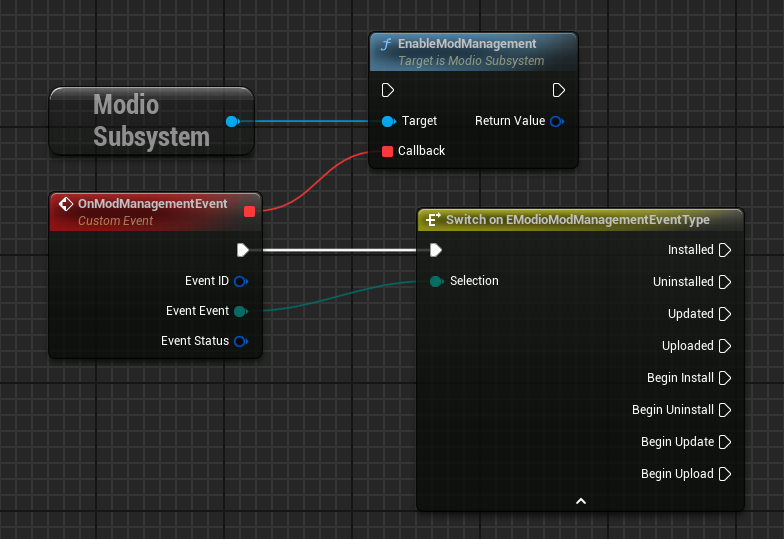 EnableModManagement
Target is Modio Subsystem
Target
Return Value
Callback
Modio
Subsystem
OnModManagementEvent
Custom Event
Event ID
Event Event
Event Status
Switch on EModioModManagementEventType
Selection
Installed
Uninstalled
Updated
Uploaded
Begin Install
Begin Uninstall
Begin Update
Begin Upload